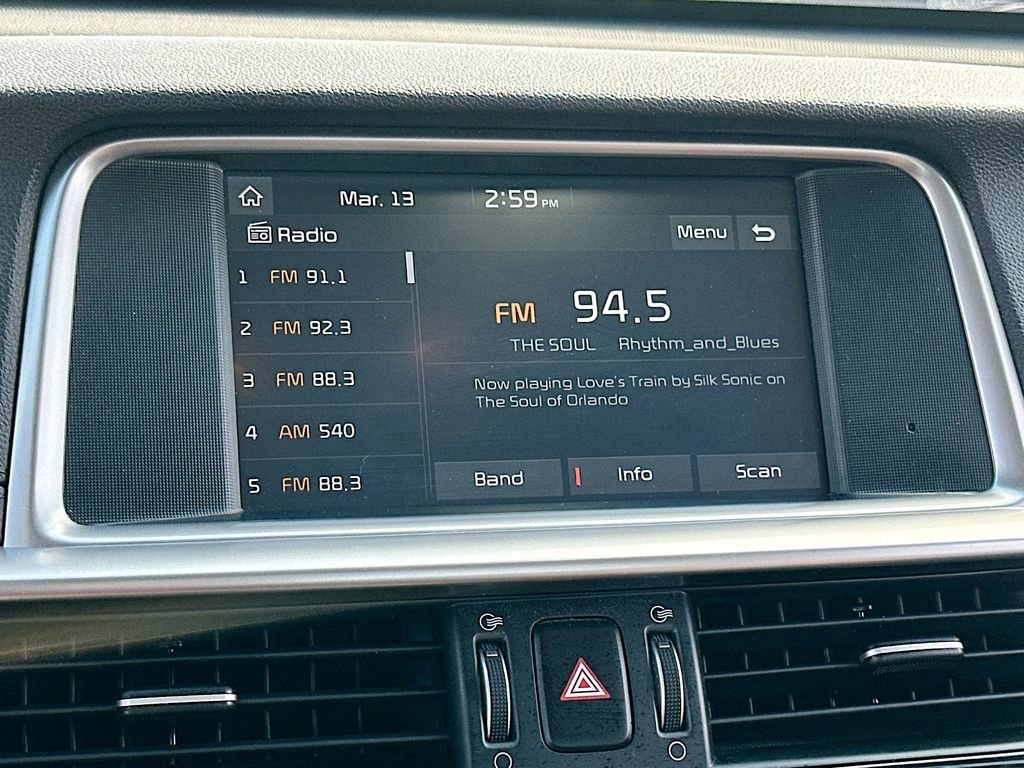 Mar. 13 2:59 PM
Radio Menu
1 FM 91.1
2 FM 92.3
3 FM 88.3
4 AM 540
5 FM 88.3
FM 94.5
THE SOUL Rhythm_and_Blues
Now playing Love's Train by Silk Sonic on
The Soul of Orlando
Band Info Scan